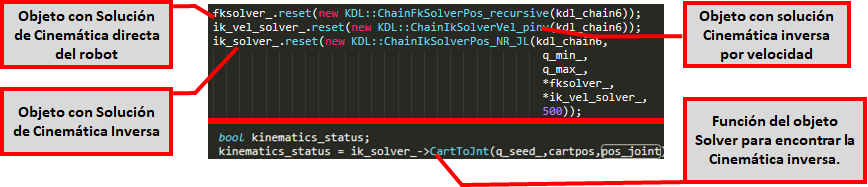 Objeto con Solución
de Cinemática directa
del robot
Objeto con Solución
de Cinemática Inversa
fksolver_.reset(new KDL::ChainFkSolverPos_recursive(kdl_chain6));
ik_vel_solver_.reset(new KDL::ChainIkSolverVel_pinv(kdl_chain6));
ik_solver_.reset(new KDL::ChainIkSolverPos_NR_JL(kdl_chain6,
q_min_,
q_max_,
*fksolver_,
*ik_vel_solver_,
500));
bool kinematics_status;
kinematics_status = ik_solver_->CartToJnt(q_seed_,cartpos,pos_joint)
Objeto con solución
Cinemática inversa
por velocidad
Función del objeto
Solver para encontrar la
Cinemática inversa.